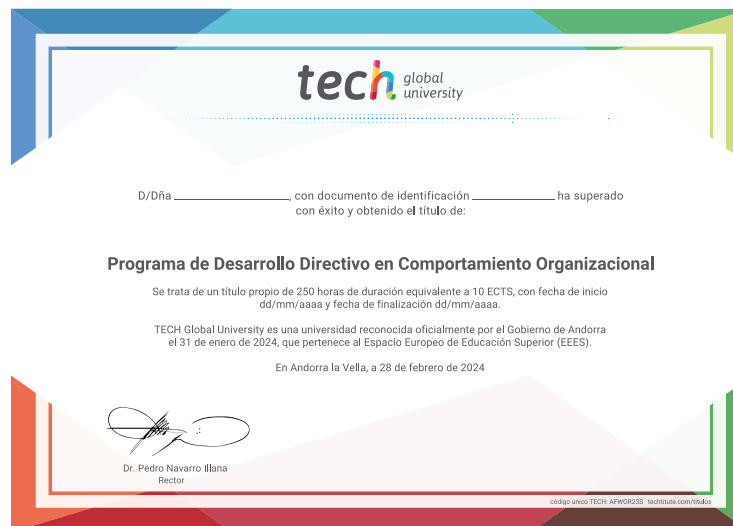 tech global
university
D/Dña ____________, con documento de identificación ____________ ha superado
con éxito y obtenido el título de:
Programa de Desarrollo Directivo en Comportamiento Organizacional
Se trata de un título propio de 250 horas de duración equivalente a 10 ECTS, con fecha de inicio
dd/mm/aaaa y fecha de finalización dd/mm/aaaa.
TECH Global University es una universidad reconocida oficialmente por el Gobierno de Andorra
el 31 de enero de 2024, que pertenece al Espacio Europeo de Educación Superior (EEES).
En Andorra la Vella, a 28 de febrero de 2024
Dr. Pedro Navarro Illana
Rector
código único TECH: AFWOR23S techtitute.com/titulos